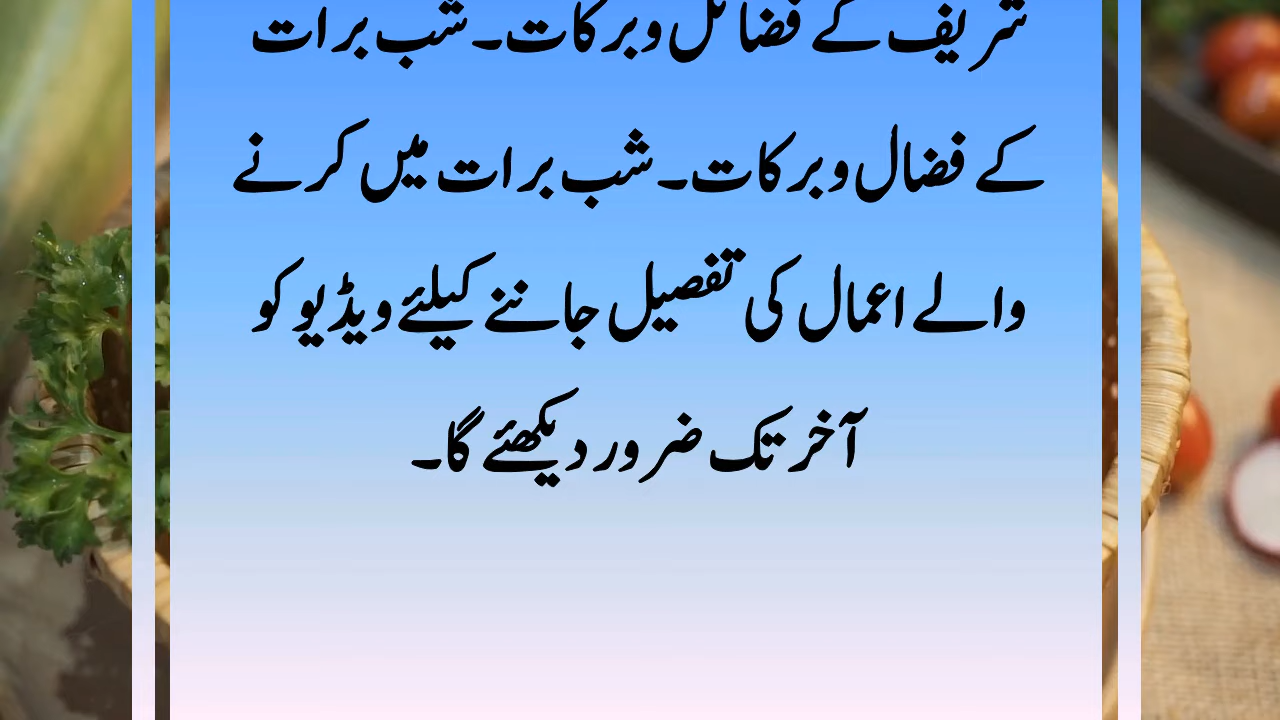 شریف کے فضائل وبرکات۔شب برات
کے فضال وبرکات۔شب برات میں کرنے
والے اعمال کی تفصیل جاننے کیلئے ویڈیو کو
آخر تک ضرور دیکھئے گا۔